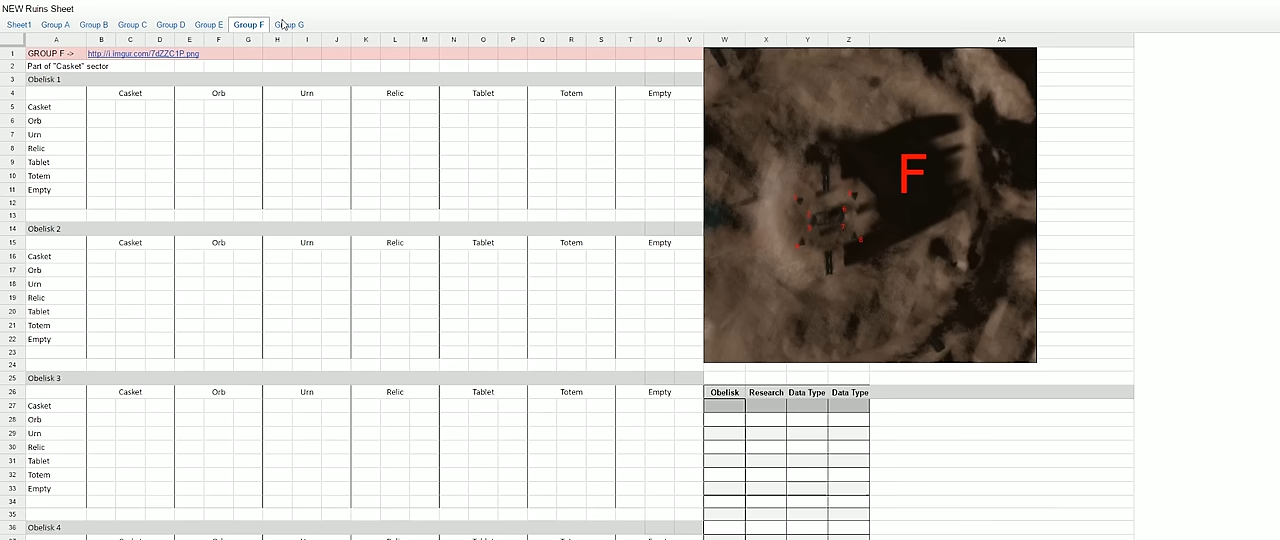 NEW Ruins Sheet
Sheet1 Group A Group B Group C Group D Group E Group F Group G
A B C D E F G H I J K L M N O P Q R S T U V W X Y Z AA
1 GROUP F -> http://i.imgur.com/7dZZC1P.png
2 Part of "Casket" sector
3 Obelisk 1
4 Casket Orb Urn Relic Tablet Totem Empty
5 Casket
6 Orb
7 Urn
8 Relic
9 Tablet
10 Totem
11 Empty
12
13
14 Obelisk 2
15 Casket Orb Urn Relic Tablet Totem Empty
16 Casket
17 Orb
18 Urn
19 Relic
20 Tablet
21 Totem
22 Empty
23
24
25 Obelisk 3
26 Casket Orb Urn Relic Tablet Totem Empty Obelisk Research Data Type Data Type
27 Casket
28 Orb
29 Urn
30 Relic
31 Tablet
32 Totem
33 Empty
34
35
36 Obelisk 4
F
7
8